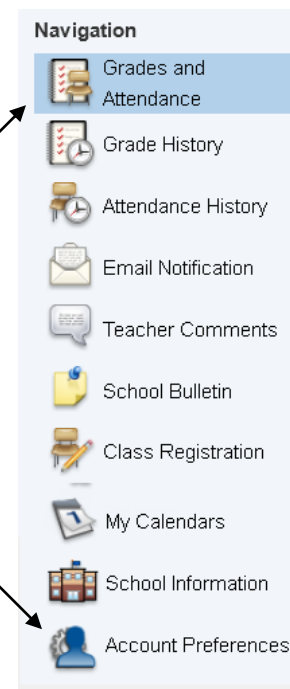 Navigation
Grades and
Attendance
Grade History
Attendance History
Email Notification
Teacher Comments
School Bulletin
Class Registration
My Calendars
School Information
Account Preferences